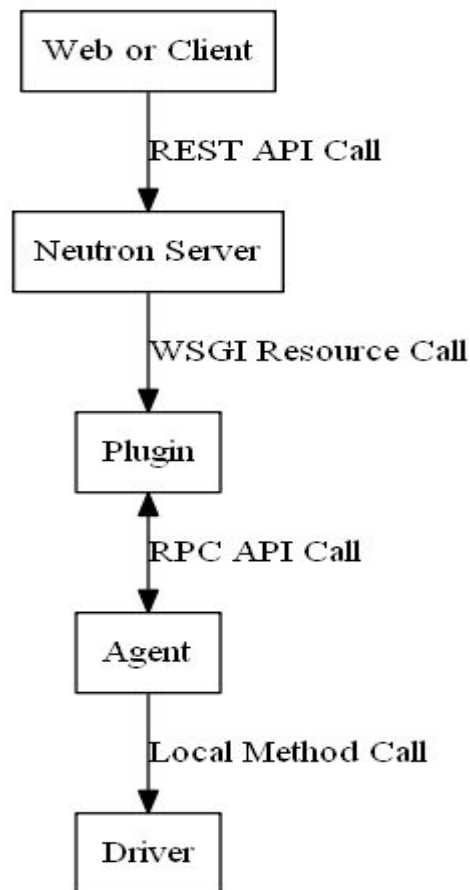 Web or Client
REST API Call
Neutron Server
WSGI Resource Call
Plugin
RPC API Call
Agent
Local Method Call
Driver